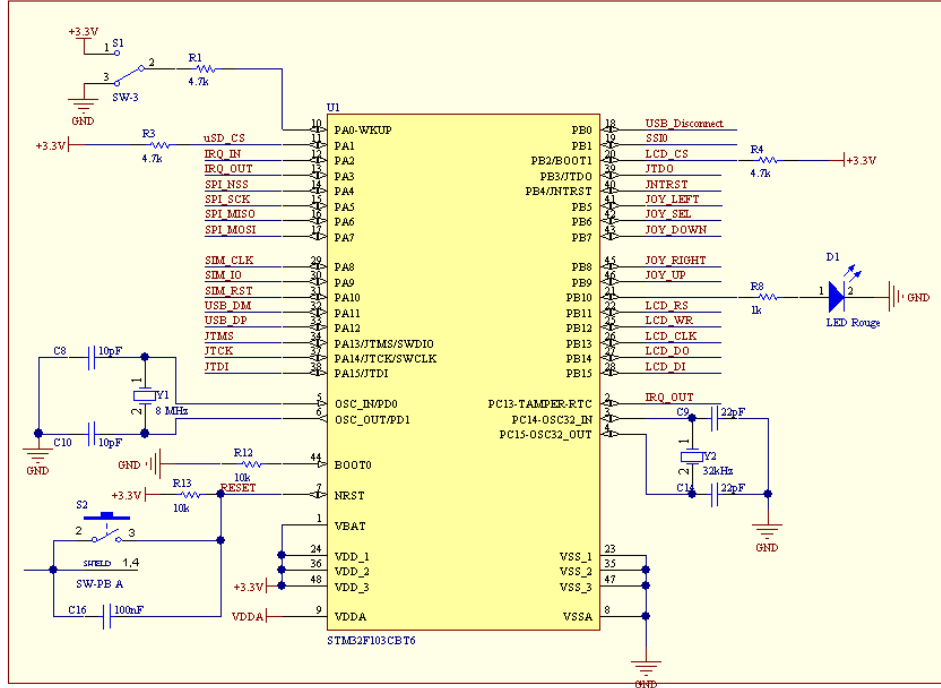 +3.3V
S1
1
2
3
SW-3
GND
R1
4.7k
U1
+3.3V
R3
4.7k
uSD_CS
IRQ_IN
IRQ_OUT
SPI_NSS
SPI_SCK
SPI_MISO
SPI_MOSI
SIM_CLK
SIM_IO
SIM_RST
USB_DM
USB_DP
JTMS
JTCK
JTDI
10 PA0-WKUP
11 PA1
12 PA2
13 PA3
14 PA4
15 PA5
16 PA6
17 PA7
29 PA8
30 PA9
31 PA10
32 PA11
33 PA12
34 PA13/JTMS/SWDIO
37 PA14/JTCK/SWCLK
38 PA15/JTDI
5 OSC_IN/PD0
6 OSC_OUT/PD1
44 BOOT0
7 NRST
1 VBAT
24 VDD_1
36 VDD_2
48 VDD_3
9 VDDA
STM32F103CBT6
PB0 18 USB_Disconnect
PB1 19 SSI0
PB2/BOOT1 20 LCD_CS
PB3/JTDO 39 JTDO
PB4/JNTRST 40 JNTRST
PB5 41 JOY_LEFT
PB6 42 JOY_SEL
PB7 43 JOY_DOWN
PB8 45 JOY_RIGHT
PB9 46 JOY_UP
PB10 21
PB11 22 LCD_RS
PB12 25 LCD_WR
PB13 26 LCD_CLK
PB14 27 LCD_DO
PB15 28 LCD_DI
PC13-TAMPER-RTC 2 IRQ_OUT
PC14-OSC32_IN 3
PC15-OSC32_OUT 4
VSS_1 23
VSS_2 35
VSS_3 47
VSSA 8
GND
R4
4.7k
+3.3V
R8
1k
D1
1
2
LED Rouge
GND
C9
22pF
1
Y2
2
32kHz
C14
22pF
GND
C8
10pF
1
Y1
2
8 MHz
C10
10pF
GND
GND
R12
10k
+3.3V
R13
10k
RESET
S2
2
3
SHIELD
1,4
SW-PB A
C16
100nF
+3.3V
VDDA